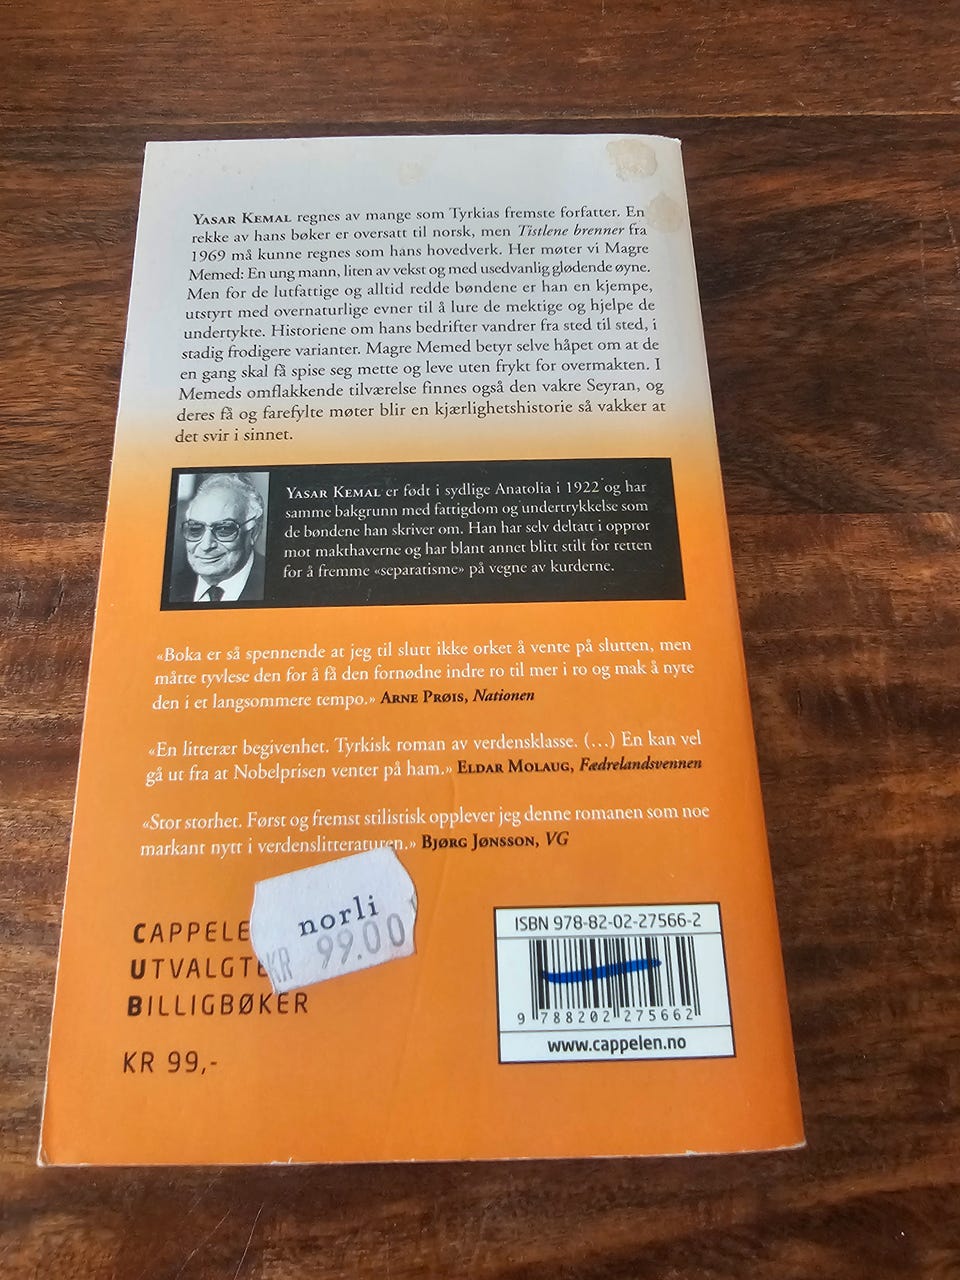 YASAR KEMAL regnes av mange som Tyrkias fremste forfatter. En
rekke av hans bøker er oversatt til norsk, men Tistlene brenner fra
1969 må kunne regnes som hans hovedverk. Her møter vi Magre
Memed: En ung mann, liten av vekst og med usedvanlig glødende øyne.
Men for de lutfattige og alltid redde bøndene er han en kjempe,
utstyrt med overnaturlige evner til å lure de mektige og hjelpe de
undertykte. Historiene om hans bedrifter vandrer fra sted til sted, i
stadig frodigere varianter. Magre Memed betyr selve håpet om at de
en gang skal få spise seg mette og leve uten frykt for overmakten. I
Memeds omflakkende tilværelse finnes også den vakre Seyran, og
deres få og farefylte møter blir en kjærlighetshistorie så vakker at
det svir i sinnet.
YASAR KEMAL er født i sydlige Anatolia i 1922 og har
samme bakgrunn med fattigdom og undertrykkelse som
de bøndene han skriver om. Han har selv deltatt i opprør
mot makthaverne og har blant annet blitt stilt for retten
for å fremme «separatisme» på vegne av kurderne.
«Boka er så spennende at jeg til slutt ikke orket å vente på slutten, men
måtte tyvlese den for å få den fornødne indre ro til mer i ro og mak å nyte
den i et langsommere tempo.» ARNE PRØIS, Nationen
«En litterær begivenhet. Tyrkisk roman av verdensklasse. (…) En kan vel
gå ut fra at Nobelprisen venter på ham.» ELDAR MOLAUG, Fædrelandsvennen
«Stor storhet. Først og fremst stilistisk opplever jeg denne romanen som noe
markant nytt i verdenslitteraturen.» BJØRG JØNSSON, VG
norli
KR 99.00
CAPPELE
UTVALGTE
BILLIGBØKER
KR 99,-
ISBN 978-82-02-27566-2
9 788202 275662
www.cappelen.no